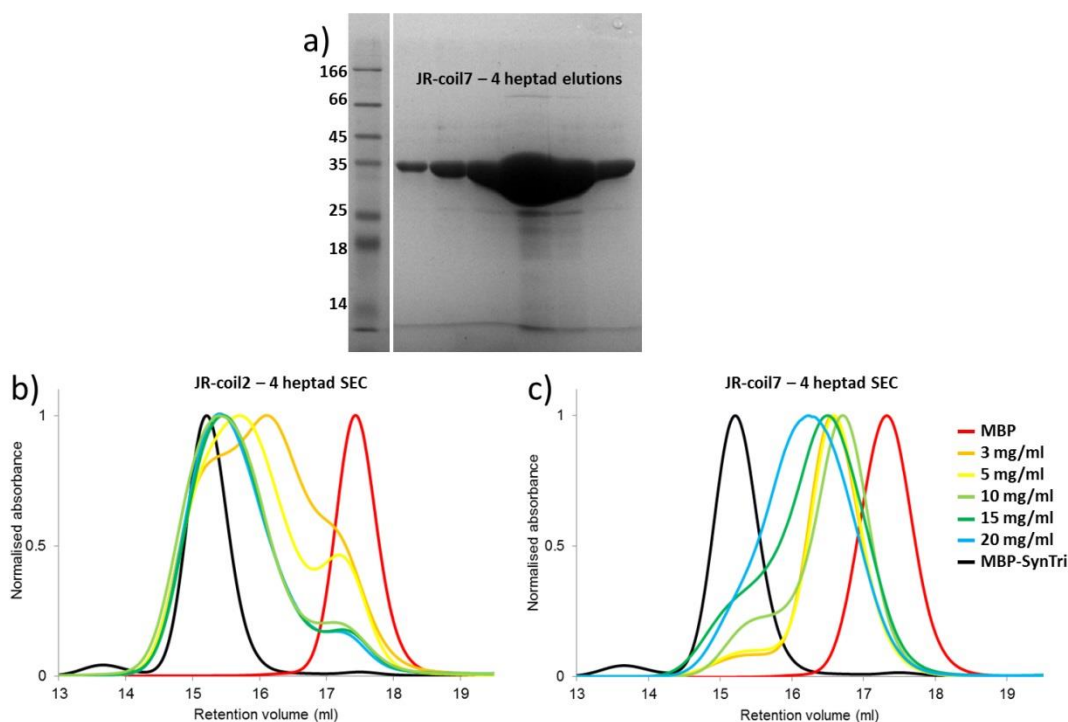 a)
JR-coil7 – 4 heptad elutions
166
66
45
35
25
18
14
b)
JR-coil2 – 4 heptad SEC
Normalised absorbance
1
0.5
0
13 14 15 16 17 18 19
Retention volume (ml)
c)
JR-coil7 – 4 heptad SEC
Normalised absorbance
1
0.5
0
13 14 15 16 17 18 19
Retention volume (ml)
MBP
3 mg/ml
5 mg/ml
10 mg/ml
15 mg/ml
20 mg/ml
MBP-SynTri